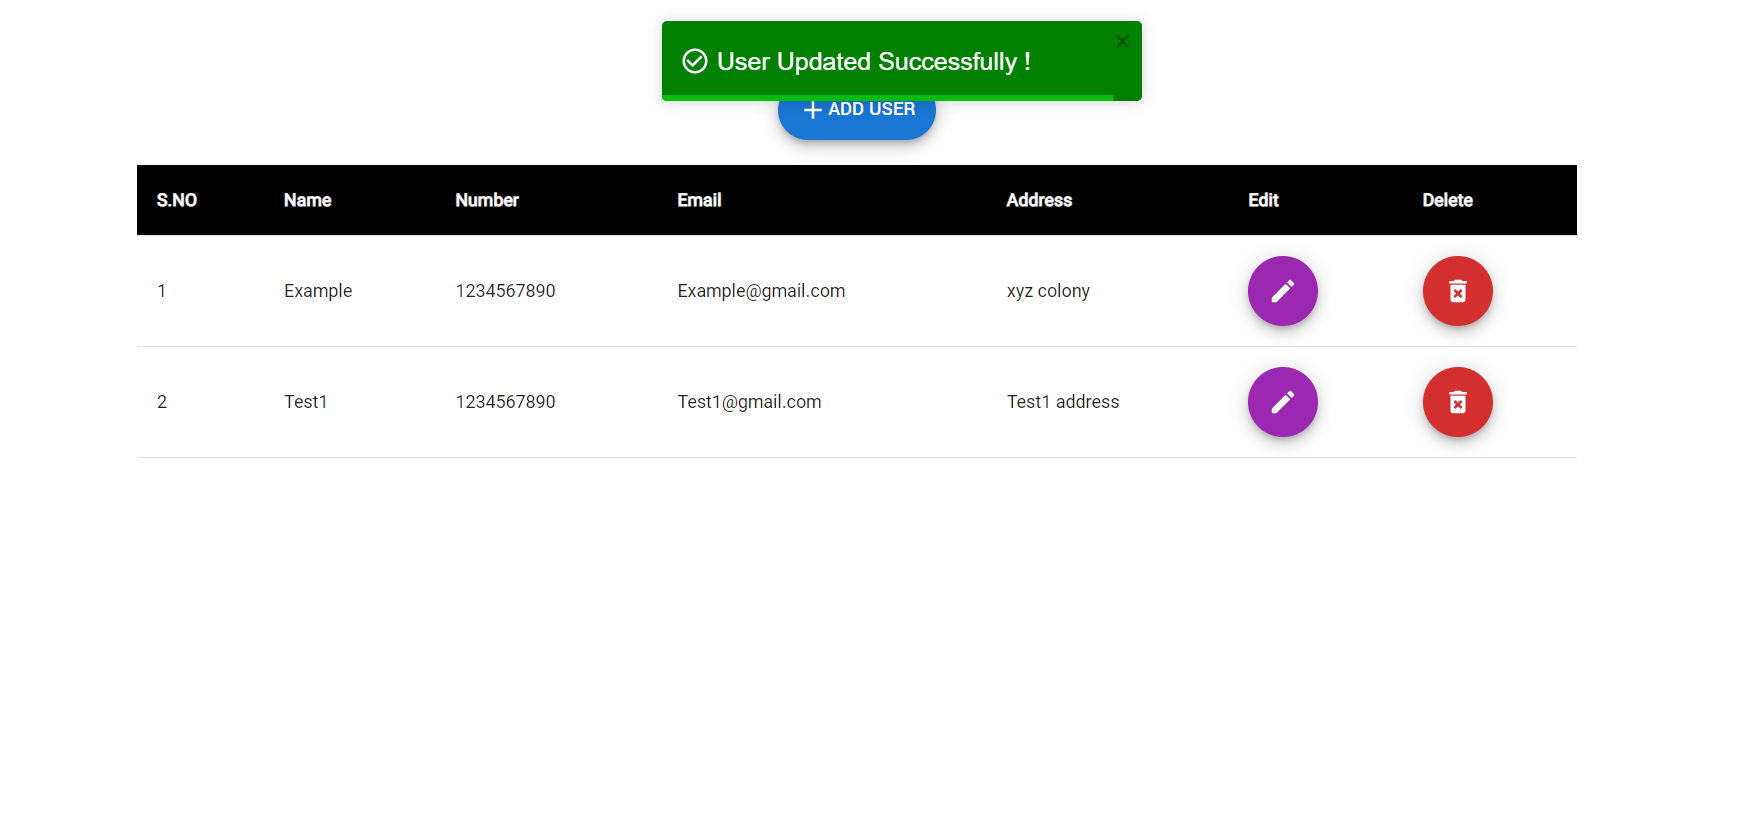 User Updated Successfully !
ADD USER
S.NO Name Number Email Address Edit Delete
1 Example 1234567890 Example@gmail.com xyz colony
2 Test1 1234567890 Test1@gmail.com Test1 address